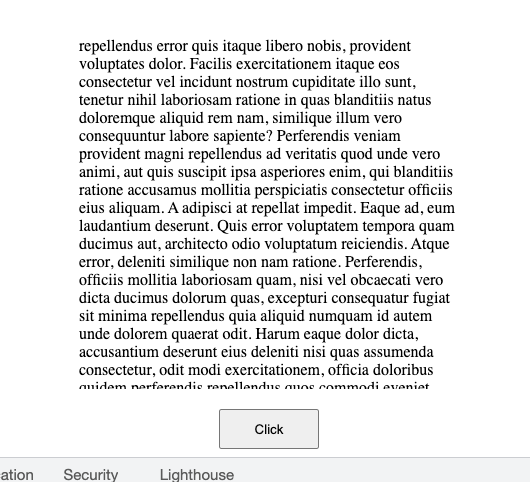 repellendus error quis itaque libero nobis, provident
voluptates dolor. Facilis exercitationem itaque eos
consectetur vel incidunt nostrum cupiditate illo sunt,
tenetur nihil laboriosam ratione in quas blanditiis natus
doloremque aliquid rem nam, similique illum vero
consequuntur labore sapiente? Perferendis veniam
provident magni repellendus ad veritatis quod unde vero
animi, aut quis suscipit ipsa asperiores enim, qui blanditiis
ratione accusamus mollitia perspiciatis consectetur officiis
eius aliquam. A adipisci at repellat impedit. Eaque ad, eum
laudantium deserunt. Quis error voluptatem tempora quam
ducimus aut, architecto odio voluptatum reiciendis. Atque
error, deleniti similique non nam ratione. Perferendis,
officiis mollitia laboriosam quam, nisi vel obcaecati vero
dicta ducimus dolorum quas, excepturi consequatur fugiat
sit minima repellendus quia aliquid numquam id autem
unde dolorem quaerat odit. Harum eaque dolor dicta,
accusantium deserunt eius deleniti nisi quas assumenda
consectetur, odit modi exercitationem, officia doloribus
quidem perferendis repellendus quos commodi eveniet
Click
ation Security Lighthouse